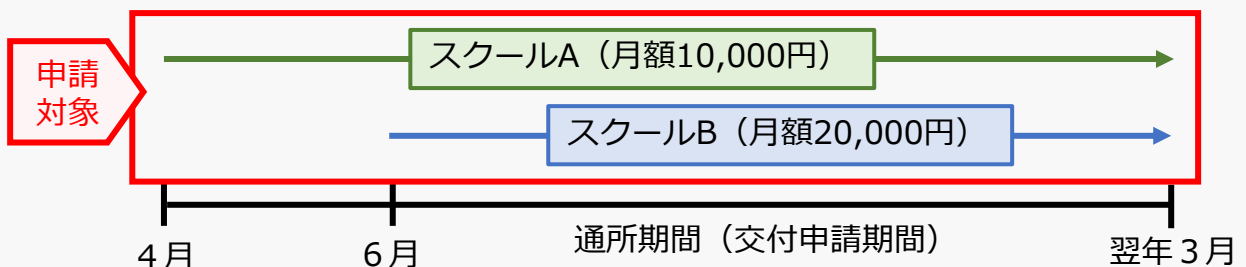 スクールA（月額10,000円）
申請
対象
スクールB（月額20,000円）
４月
６月
通所期間（交付申請期間）
翌年３月